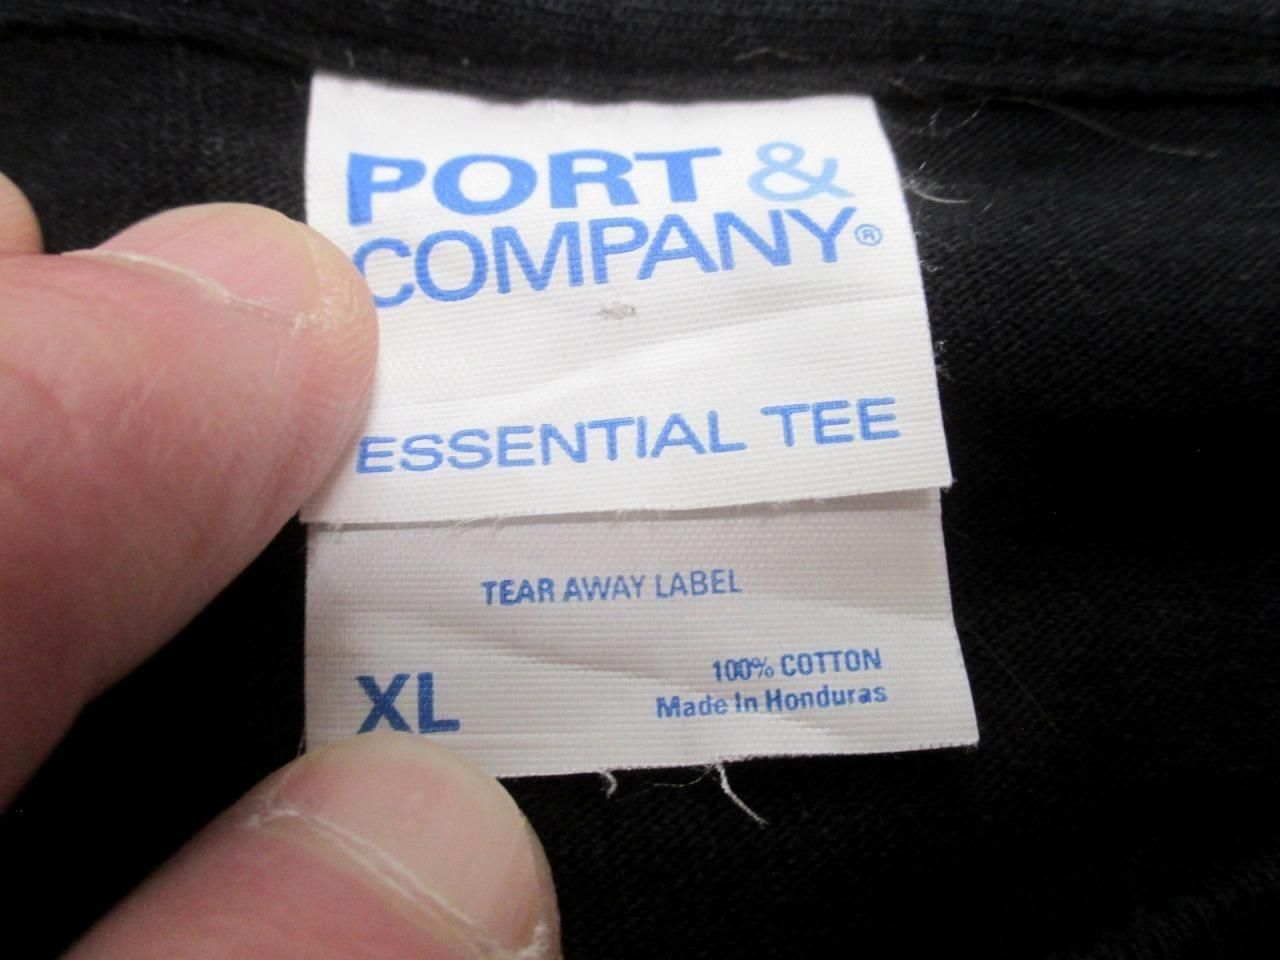 PORT &
COMPANY®
ESSENTIAL TEE
TEAR AWAY LABEL
100% COTTON
XL
Made In Honduras